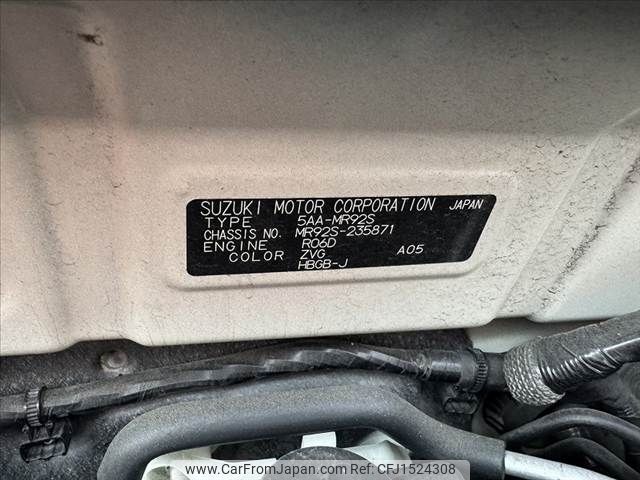 SUZUKI MOTOR CORPORATION JAPAN
TYPE 5AA-MR92S
CHASSIS NO. MR92S-235871
ENGINE R06D
COLOR ZVG A05
HBGB-J
www.CarFromJapan.com - CFJ1524308